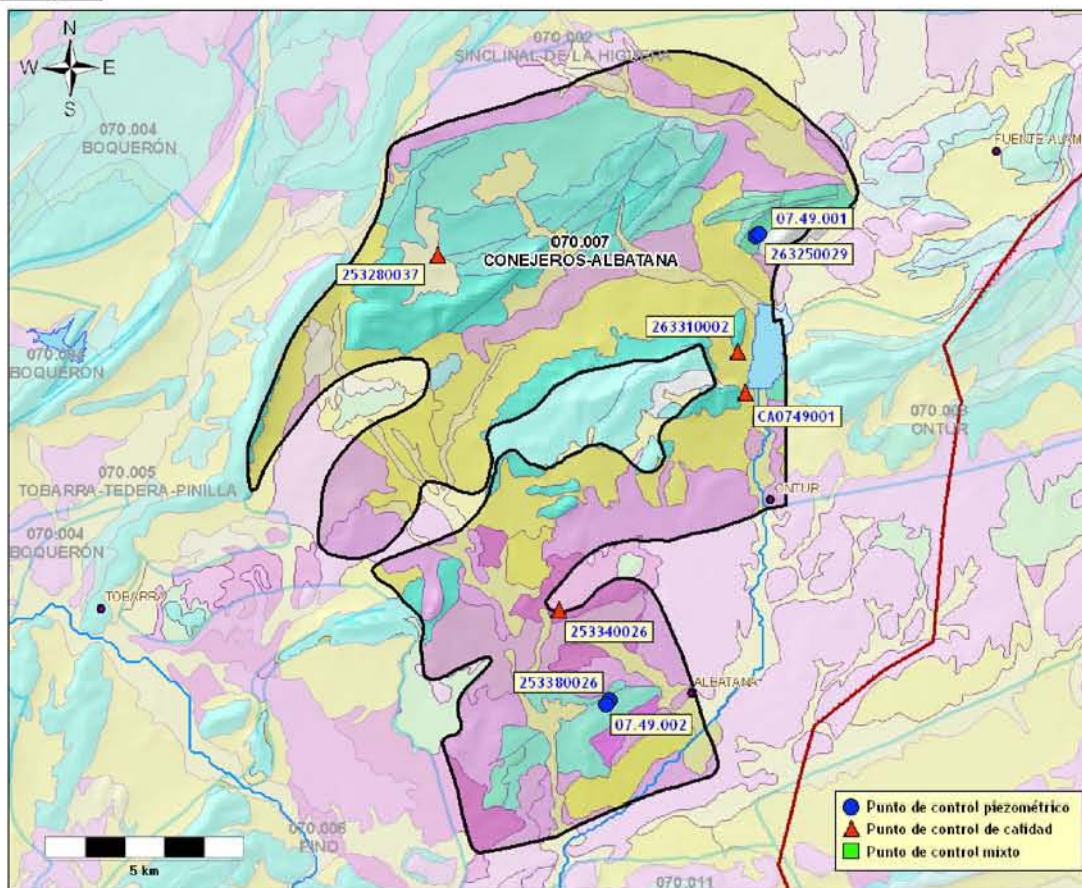 N
W E
S
070.002
SINCLINAL DE LA HIGUERA
070.004
BOQUERÓN
FUENTE-ALAM
07.49.001
263250029
070.007
CONEJEROS-ALBATANA
253280037
263310002
BOQUERÓN
CA0749001
070.003
ONTUR
070.005
TOBARRA-TEDERA-PINILLA
ONTUR
070.004
BOQUERÓN
TOBARRA
253340026
253380026
ALBATANA
07.49.002
Punto de control piezométrico
Punto de control de calidad
Punto de control mixto
070.006
PINO
5 km
070.011